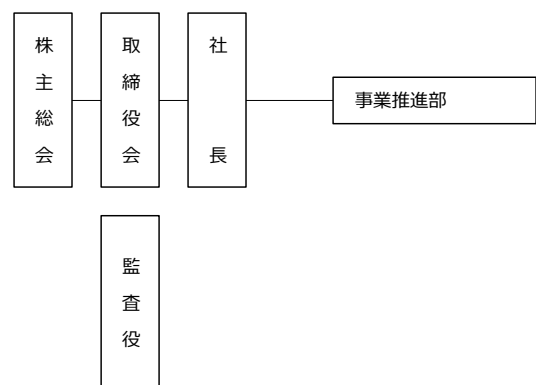 株主総会
取締役会
社長
事業推進部
監査役